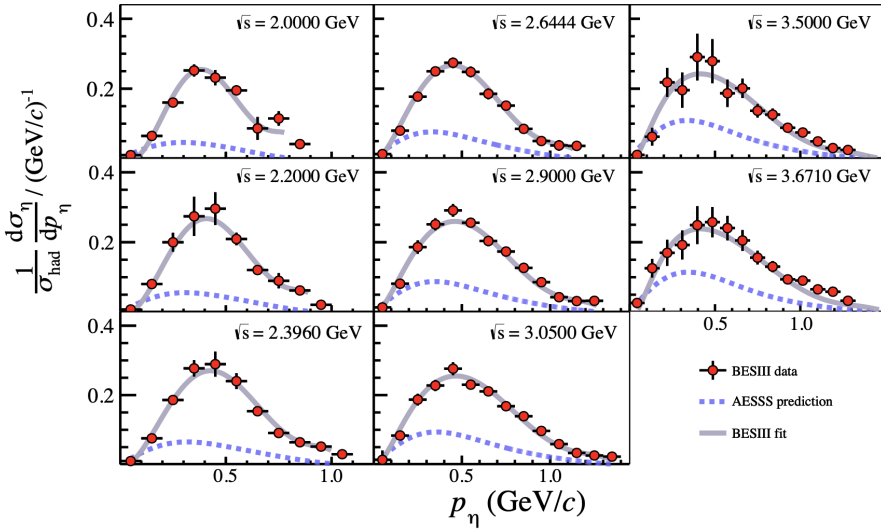 0.4
√s = 2.0000 GeV
√s = 2.6444 GeV
√s = 3.5000 GeV
0.2
0.4
√s = 2.2000 GeV
√s = 2.9000 GeV
√s = 3.6710 GeV
0.2
0.4
√s = 2.3960 GeV
√s = 3.0500 GeV
0.5
1.0
0.2
BESIII data
AESSS prediction
BESIII fit
0.5
1.0
0.5
1.0
1/σ_had dσ_η/dp_η / (GeV/c)⁻¹
p_η (GeV/c)